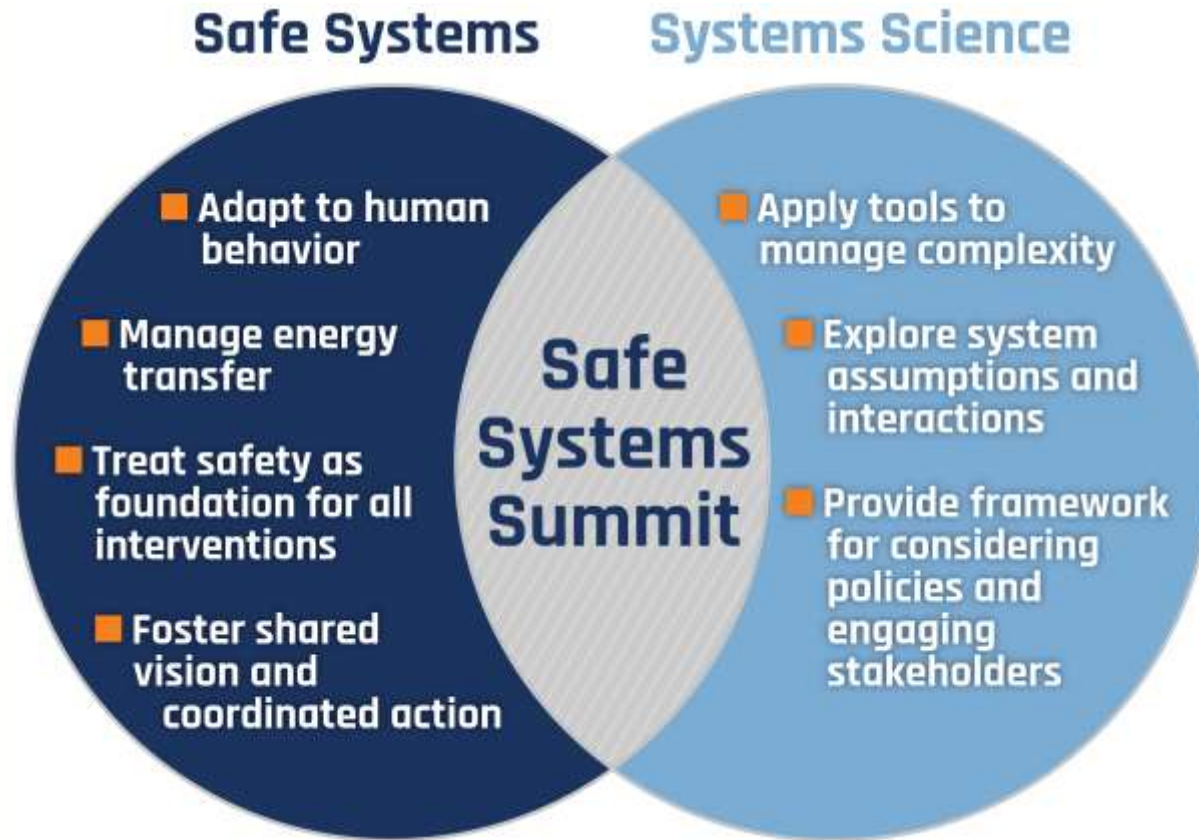 Safe Systems
Systems Science
Adapt to human
behavior
Manage energy
transfer
Treat safety as
foundation for all
interventions
Foster shared
vision and
coordinated action
Safe
Systems
Summit
Apply tools to
manage complexity
Explore system
assumptions and
interactions
Provide framework
for considering
policies and
engaging
stakeholders